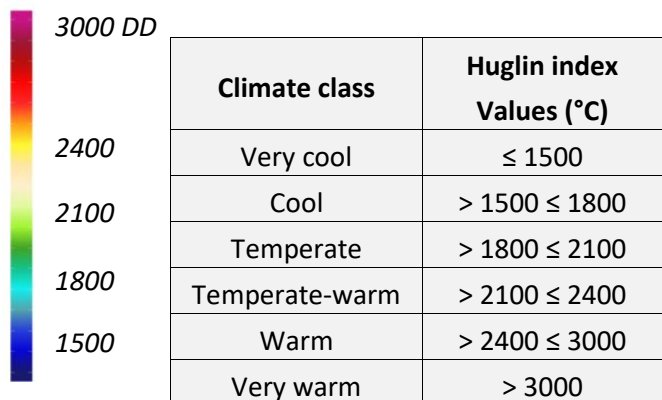 3000 DD
2400
2100
1800
1500
Climate class
Huglin index
Values (°C)
Very cool
≤ 1500
Cool
> 1500 ≤ 1800
Temperate
> 1800 ≤ 2100
Temperate-warm
> 2100 ≤ 2400
Warm
> 2400 ≤ 3000
Very warm
> 3000